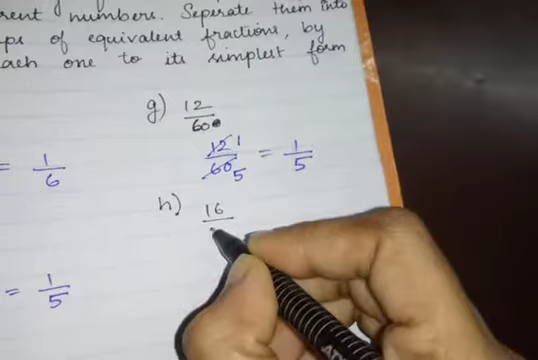 rent numbers. Seperate them into
ps of equivalent fractions, by
each one to its simplest form
g) 12/60
= 1/6
12/60 1/5 = 1/5
h) 16
= 1/5